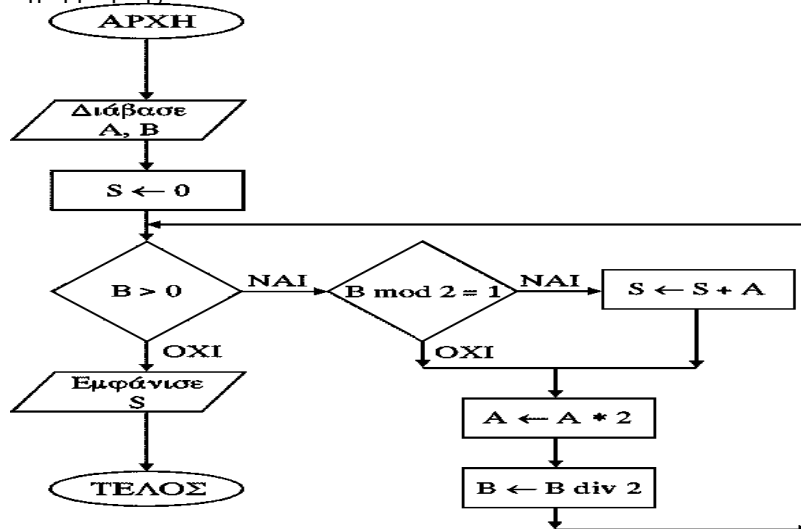 ΑΡΧΗ
Διάβασε
Α, Β
S ← 0
Β > 0
ΝΑΙ
Β mod 2 = 1
ΝΑΙ
S ← S + A
ΟΧΙ
ΟΧΙ
Εμφάνισε
S
A ← A * 2
ΤΕΛΟΣ
B ← B div 2